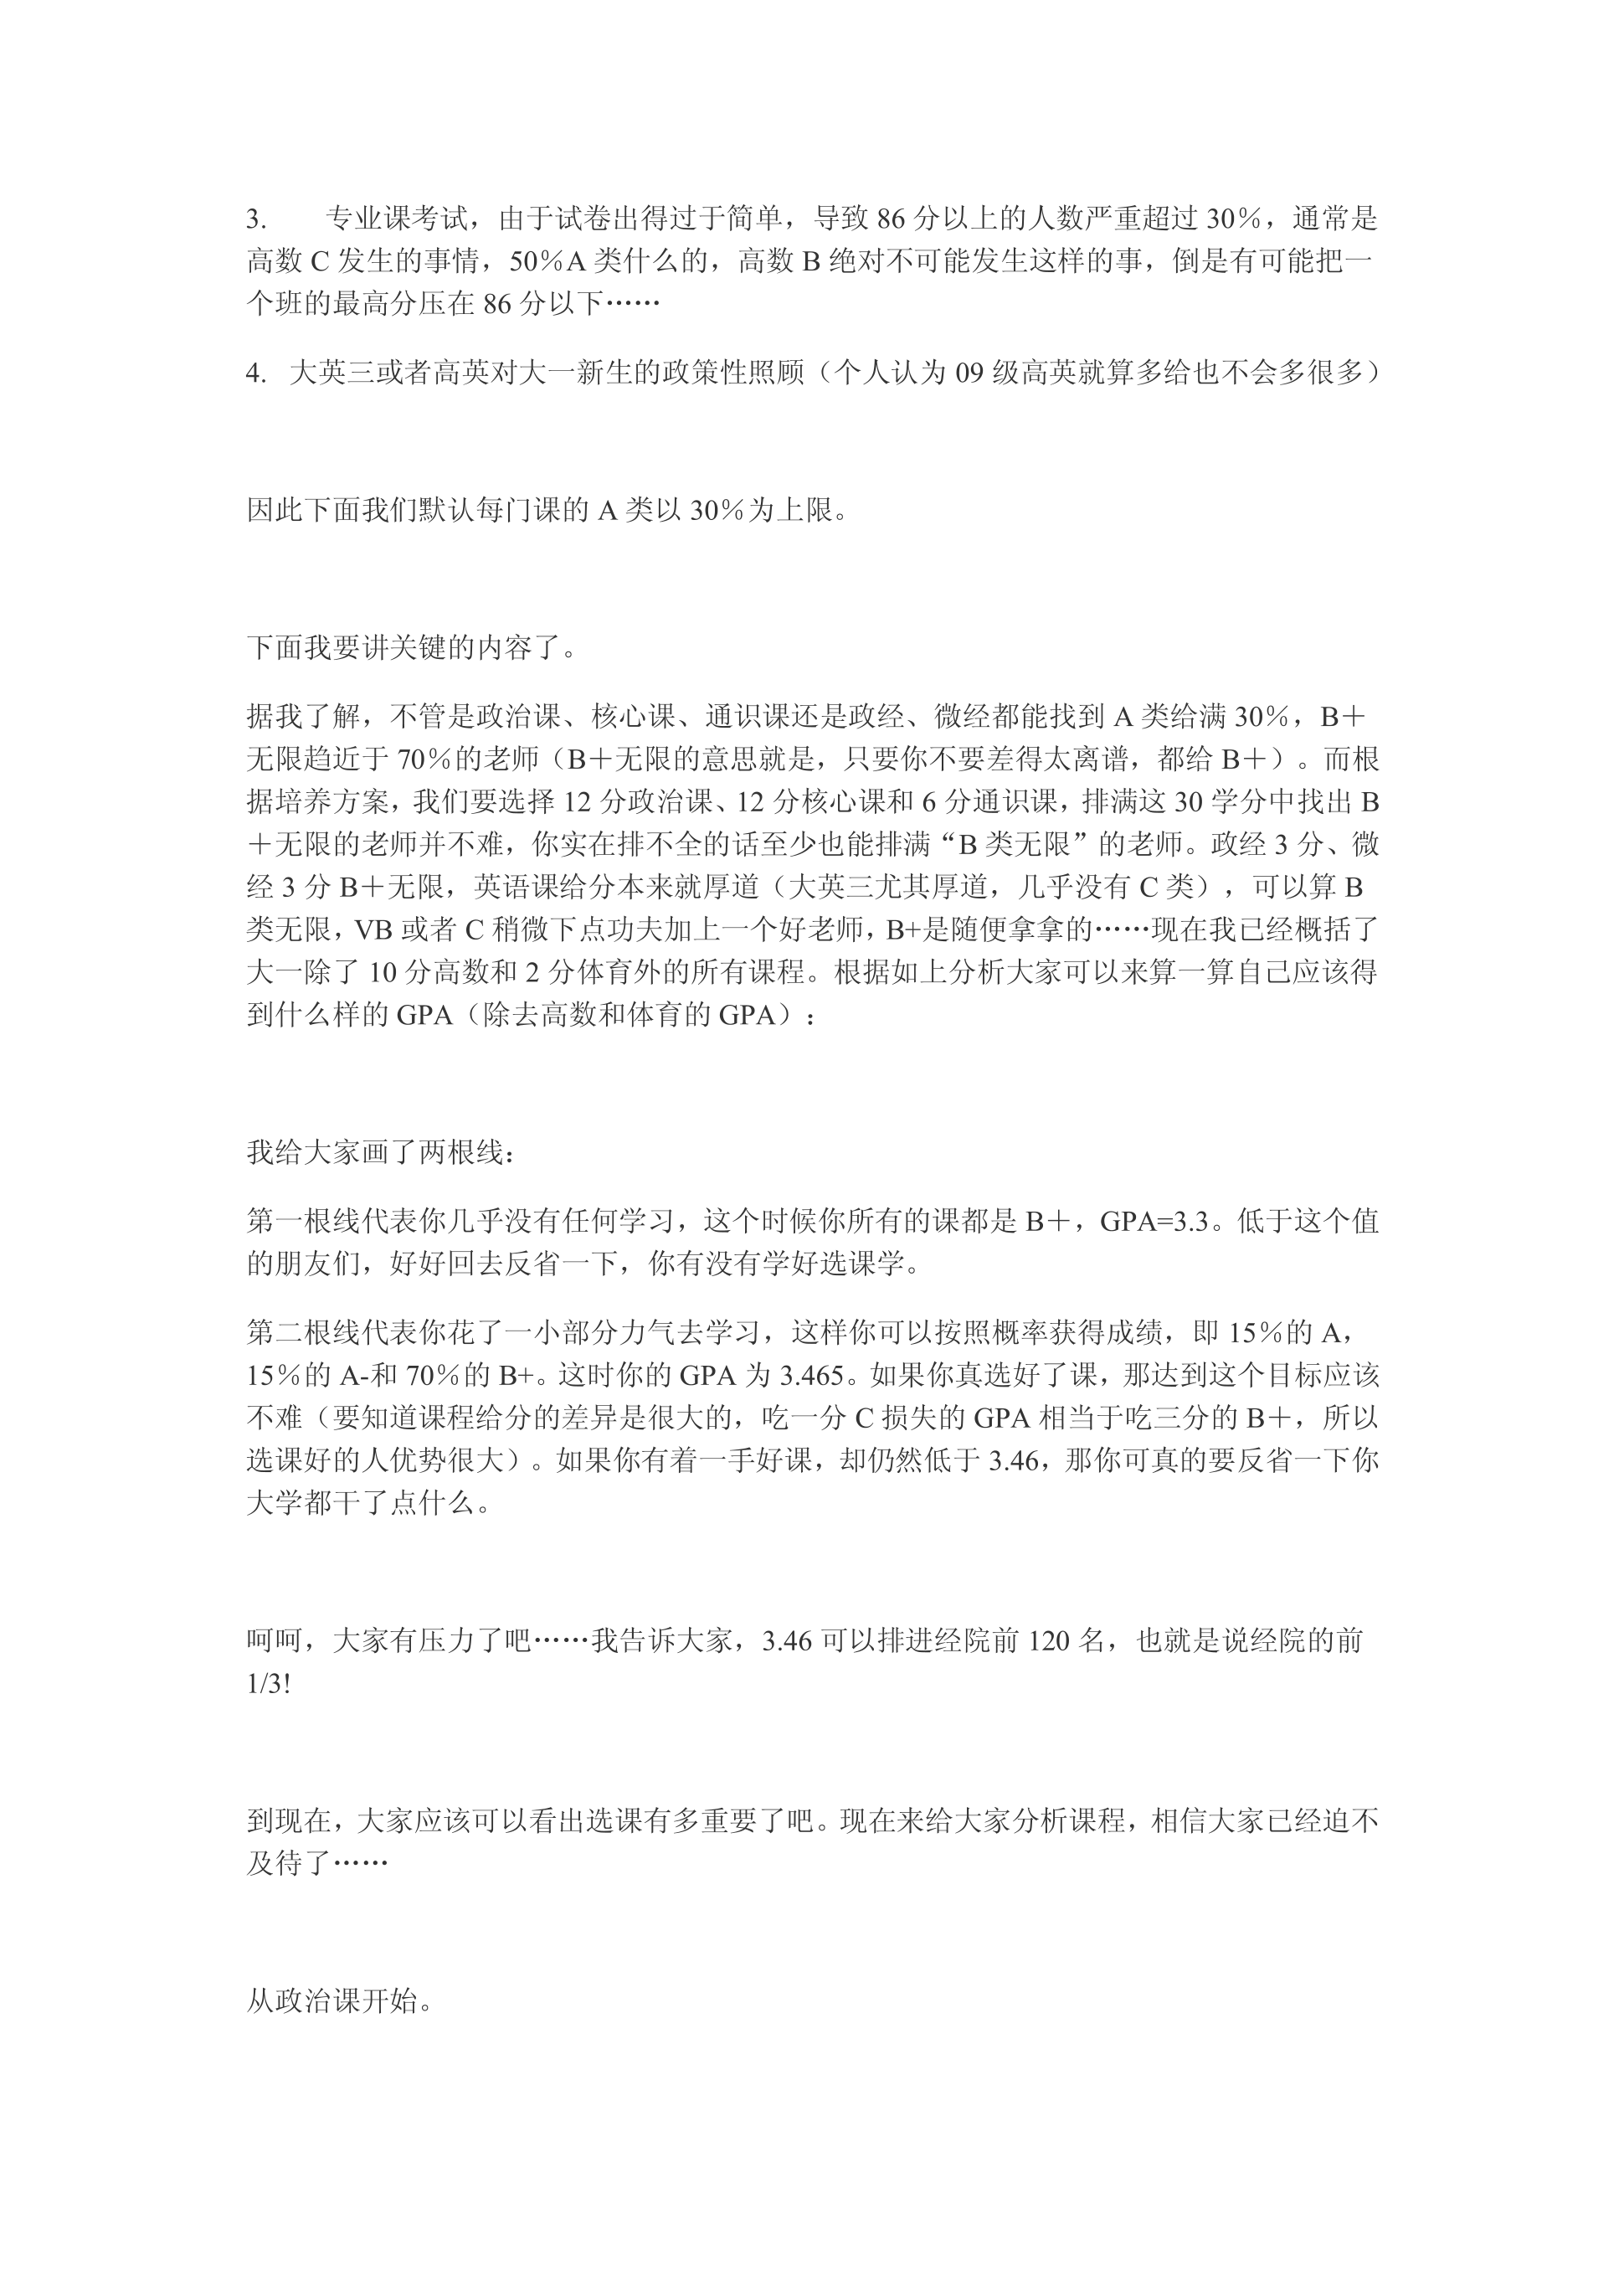 3. 专业课考试，由于试卷出得过于简单，导致 86 分以上的人数严重超过 30％，通常是
高数 C 发生的事情，50％A 类什么的，高数 B 绝对不可能发生这样的事，倒是有可能把一
个班的最高分压在 86 分以下……
4. 大英三或者高英对大一新生的政策性照顾（个人认为 09 级高英就算多给也不会多很多）
因此下面我们默认每门课的 A 类以 30％为上限。
下面我要讲关键的内容了。
据我了解，不管是政治课、核心课、通识课还是政经、微经都能找到 A 类给满 30％，B＋
无限趋近于 70％的老师（B＋无限的意思就是，只要你不要差得太离谱，都给 B＋）。而根
据培养方案，我们要选择 12 分政治课、12 分核心课和 6 分通识课，排满这 30 学分中找出 B
＋无限的老师并不难，你实在排不全的话至少也能排满“B 类无限”的老师。政经 3 分、微
经 3 分 B＋无限，英语课给分本来就厚道（大英三尤其厚道，几乎没有 C 类），可以算 B
类无限，VB 或者 C 稍微下点功夫加上一个好老师，B+是随便拿拿的……现在我已经概括了
大一除了 10 分高数和 2 分体育外的所有课程。根据如上分析大家可以来算一算自己应该得
到什么样的 GPA（除去高数和体育的 GPA）：
我给大家画了两根线：
第一根线代表你几乎没有任何学习，这个时候你所有的课都是 B＋，GPA=3.3。低于这个值
的朋友们，好好回去反省一下，你有没有学好选课学。
第二根线代表你花了一小部分力气去学习，这样你可以按照概率获得成绩，即 15％的 A，
15％的 A-和 70％的 B+。这时你的 GPA 为 3.465。如果你真选好了课，那达到这个目标应该
不难（要知道课程给分的差异是很大的，吃一分 C 损失的 GPA 相当于吃三分的 B＋，所以
选课好的人优势很大）。如果你有着一手好课，却仍然低于 3.46，那你可真的要反省一下你
大学都干了点什么。
呵呵，大家有压力了吧……我告诉大家，3.46 可以排进经院前 120 名，也就是说经院的前
1/3!
到现在，大家应该可以看出选课有多重要了吧。现在来给大家分析课程，相信大家已经迫不
及待了……
从政治课开始。